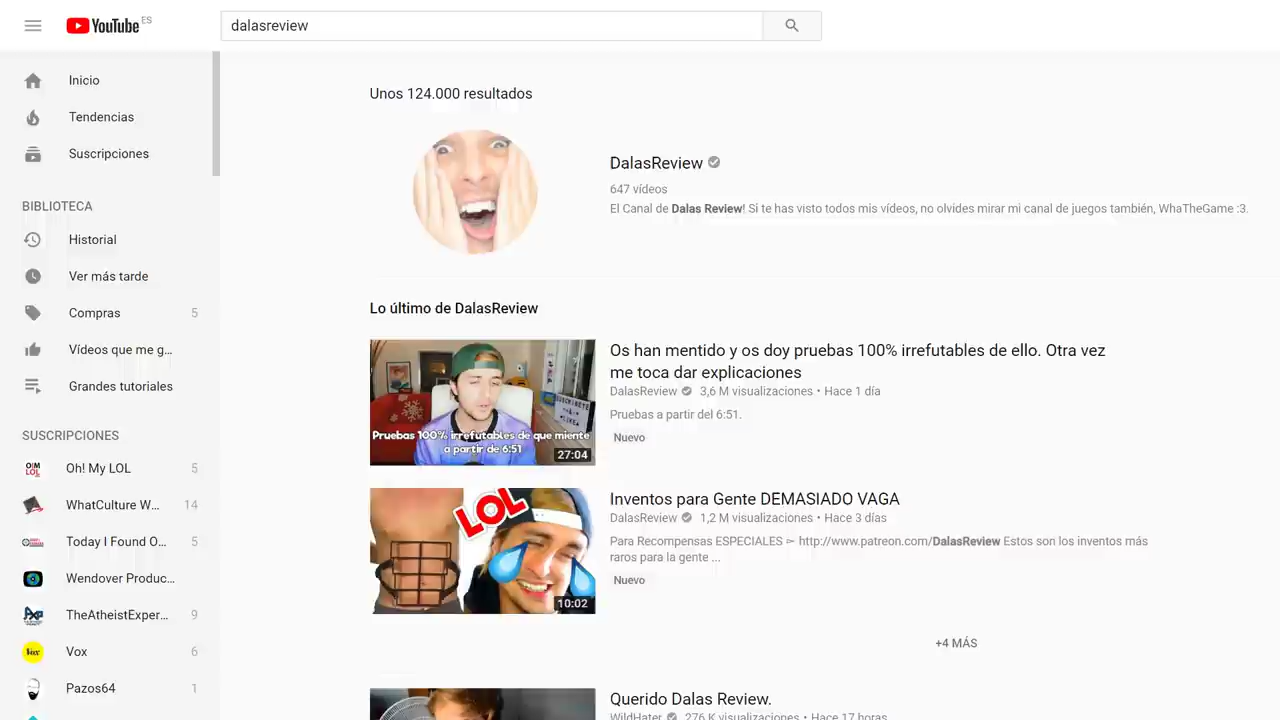 YouTube ES
dalasreview
Inicio
Tendencias
Suscripciones
BIBLIOTECA
Historial
Ver más tarde
Compras 5
Vídeos que me g...
Grandes tutoriales
SUSCRIPCIONES
Oh! My LOL 5
WhatCulture W... 14
Today I Found O... 5
Wendover Produc...
TheAtheistExper... 9
Vox 6
Pazos64 1
Unos 124.000 resultados
DalasReview
647 vídeos
El Canal de Dalas Review! Si te has visto todos mis vídeos, no olvides mirar mi canal de juegos también, WhaTheGame :3.
Lo último de DalasReview
Pruebas 100% irrefutables de que miente
a partir de 6:51
27:04
Os han mentido y os doy pruebas 100% irrefutables de ello. Otra vez
me toca dar explicaciones
DalasReview 3,6 M visualizaciones • Hace 1 día
Pruebas a partir del 6:51.
Nuevo
LOL
10:02
Inventos para Gente DEMASIADO VAGA
DalasReview 1,2 M visualizaciones • Hace 3 días
Para Recompensas ESPECIALES ➳ http://www.patreon.com/DalasReview Estos son los inventos más
raros para la gente ...
Nuevo
+4 MÁS
Querido Dalas Review.
WildHater 276 K visualizaciones • Hace 17 horas